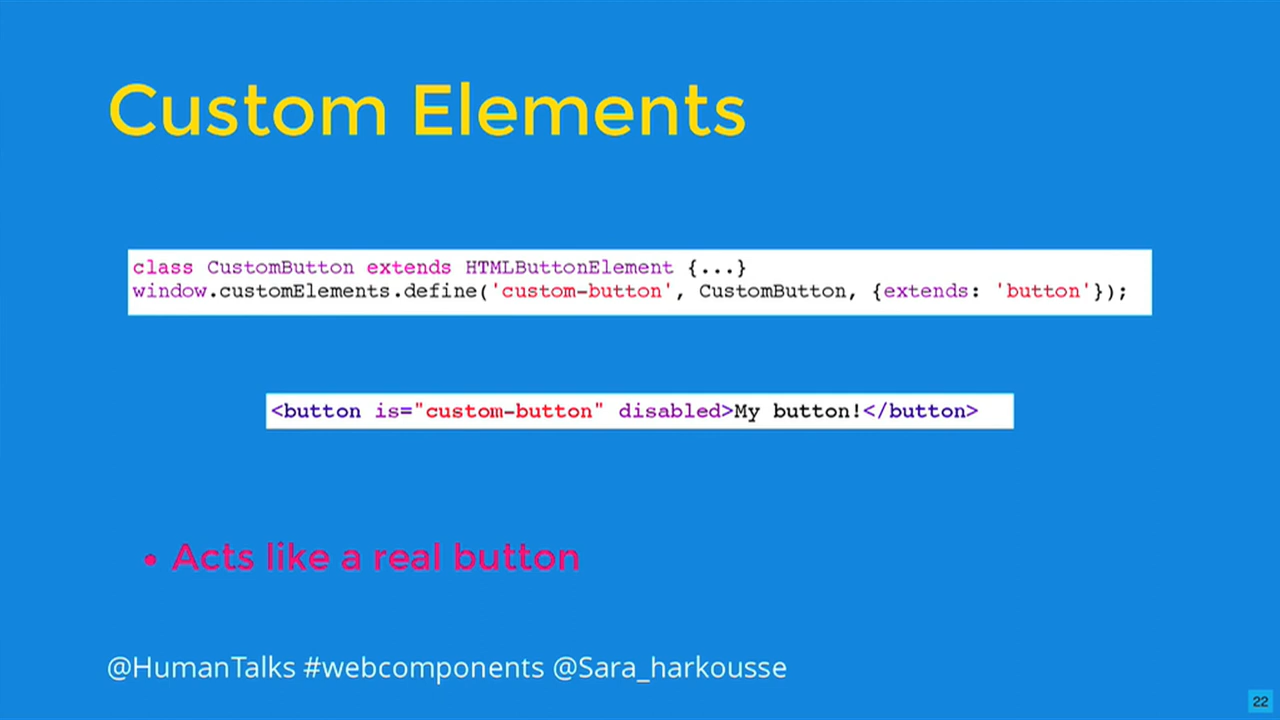 Custom Elements
class CustomButton extends HTMLButtonElement {...}
window.customElements.define('custom-button', CustomButton, {extends: 'button'});
<button is="custom-button" disabled>My button!</button>
• Acts like a real button
@HumanTalks #webcomponents @Sara_harkousse
22